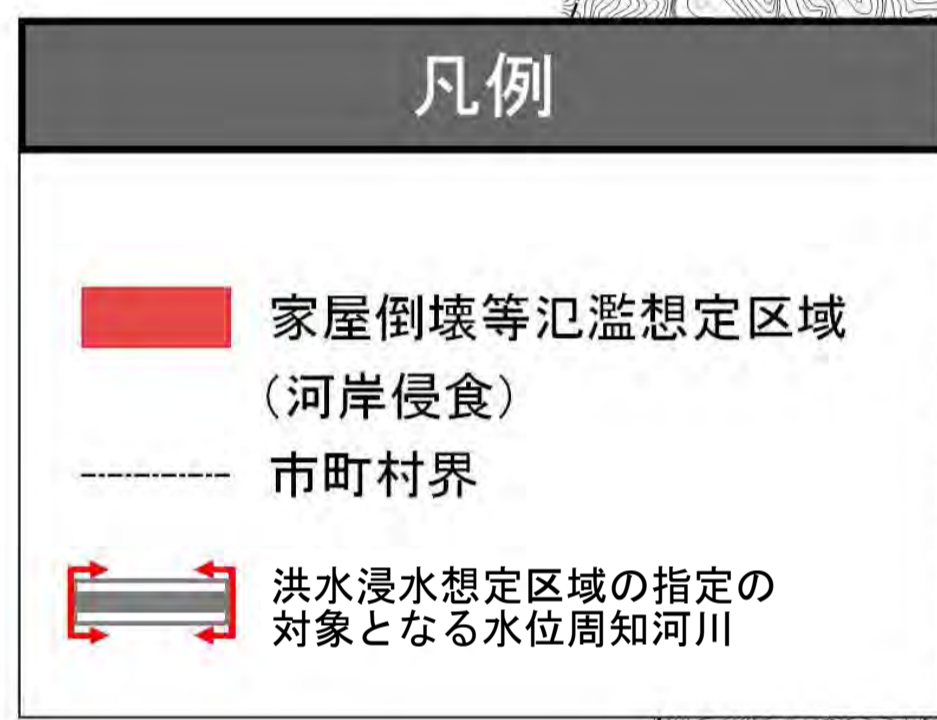 凡例
家屋倒壊等氾濫想定区域
（河岸侵食）
市町村界
洪水浸水想定区域の指定の
対象となる水位周知河川